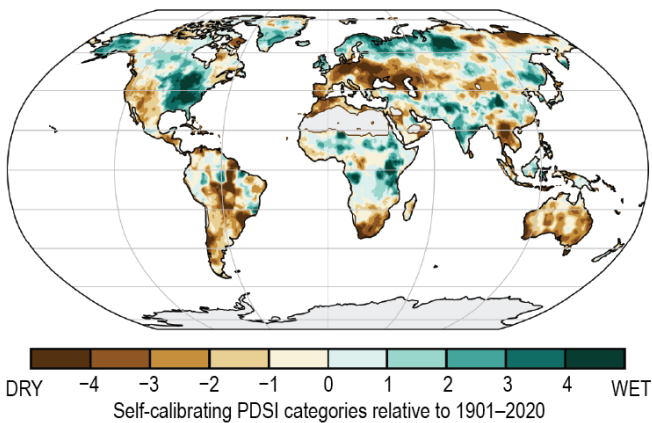 DRY −4 −3 −2 −1 0 1 2 3 4 WET
Self-calibrating PDSI categories relative to 1901–2020